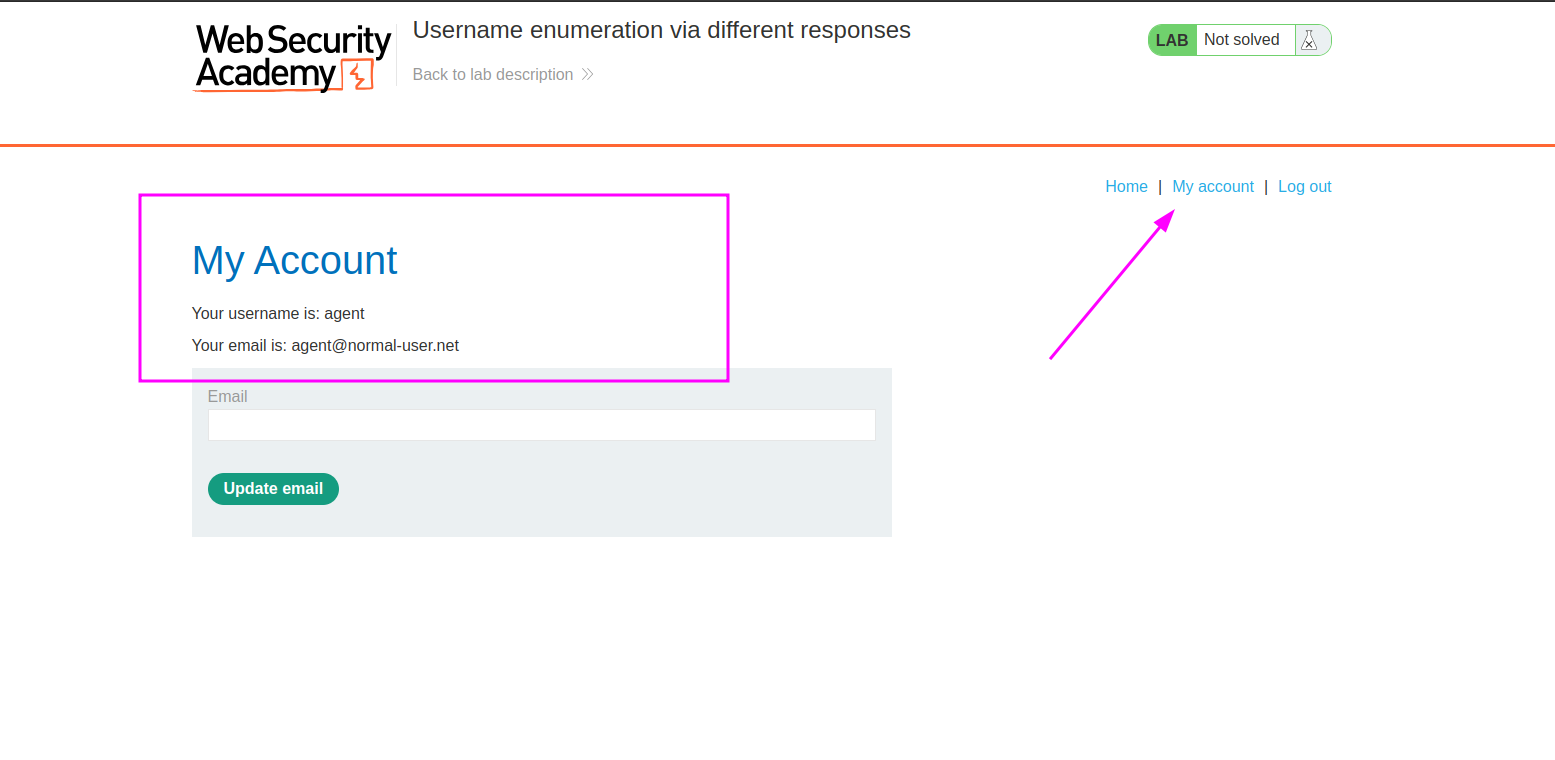 Web Security
Academy
Username enumeration via different responses
Back to lab description
LAB Not solved
Home | My account | Log out
My Account
Your username is: agent
Your email is: agent@normal-user.net
Email
Update email